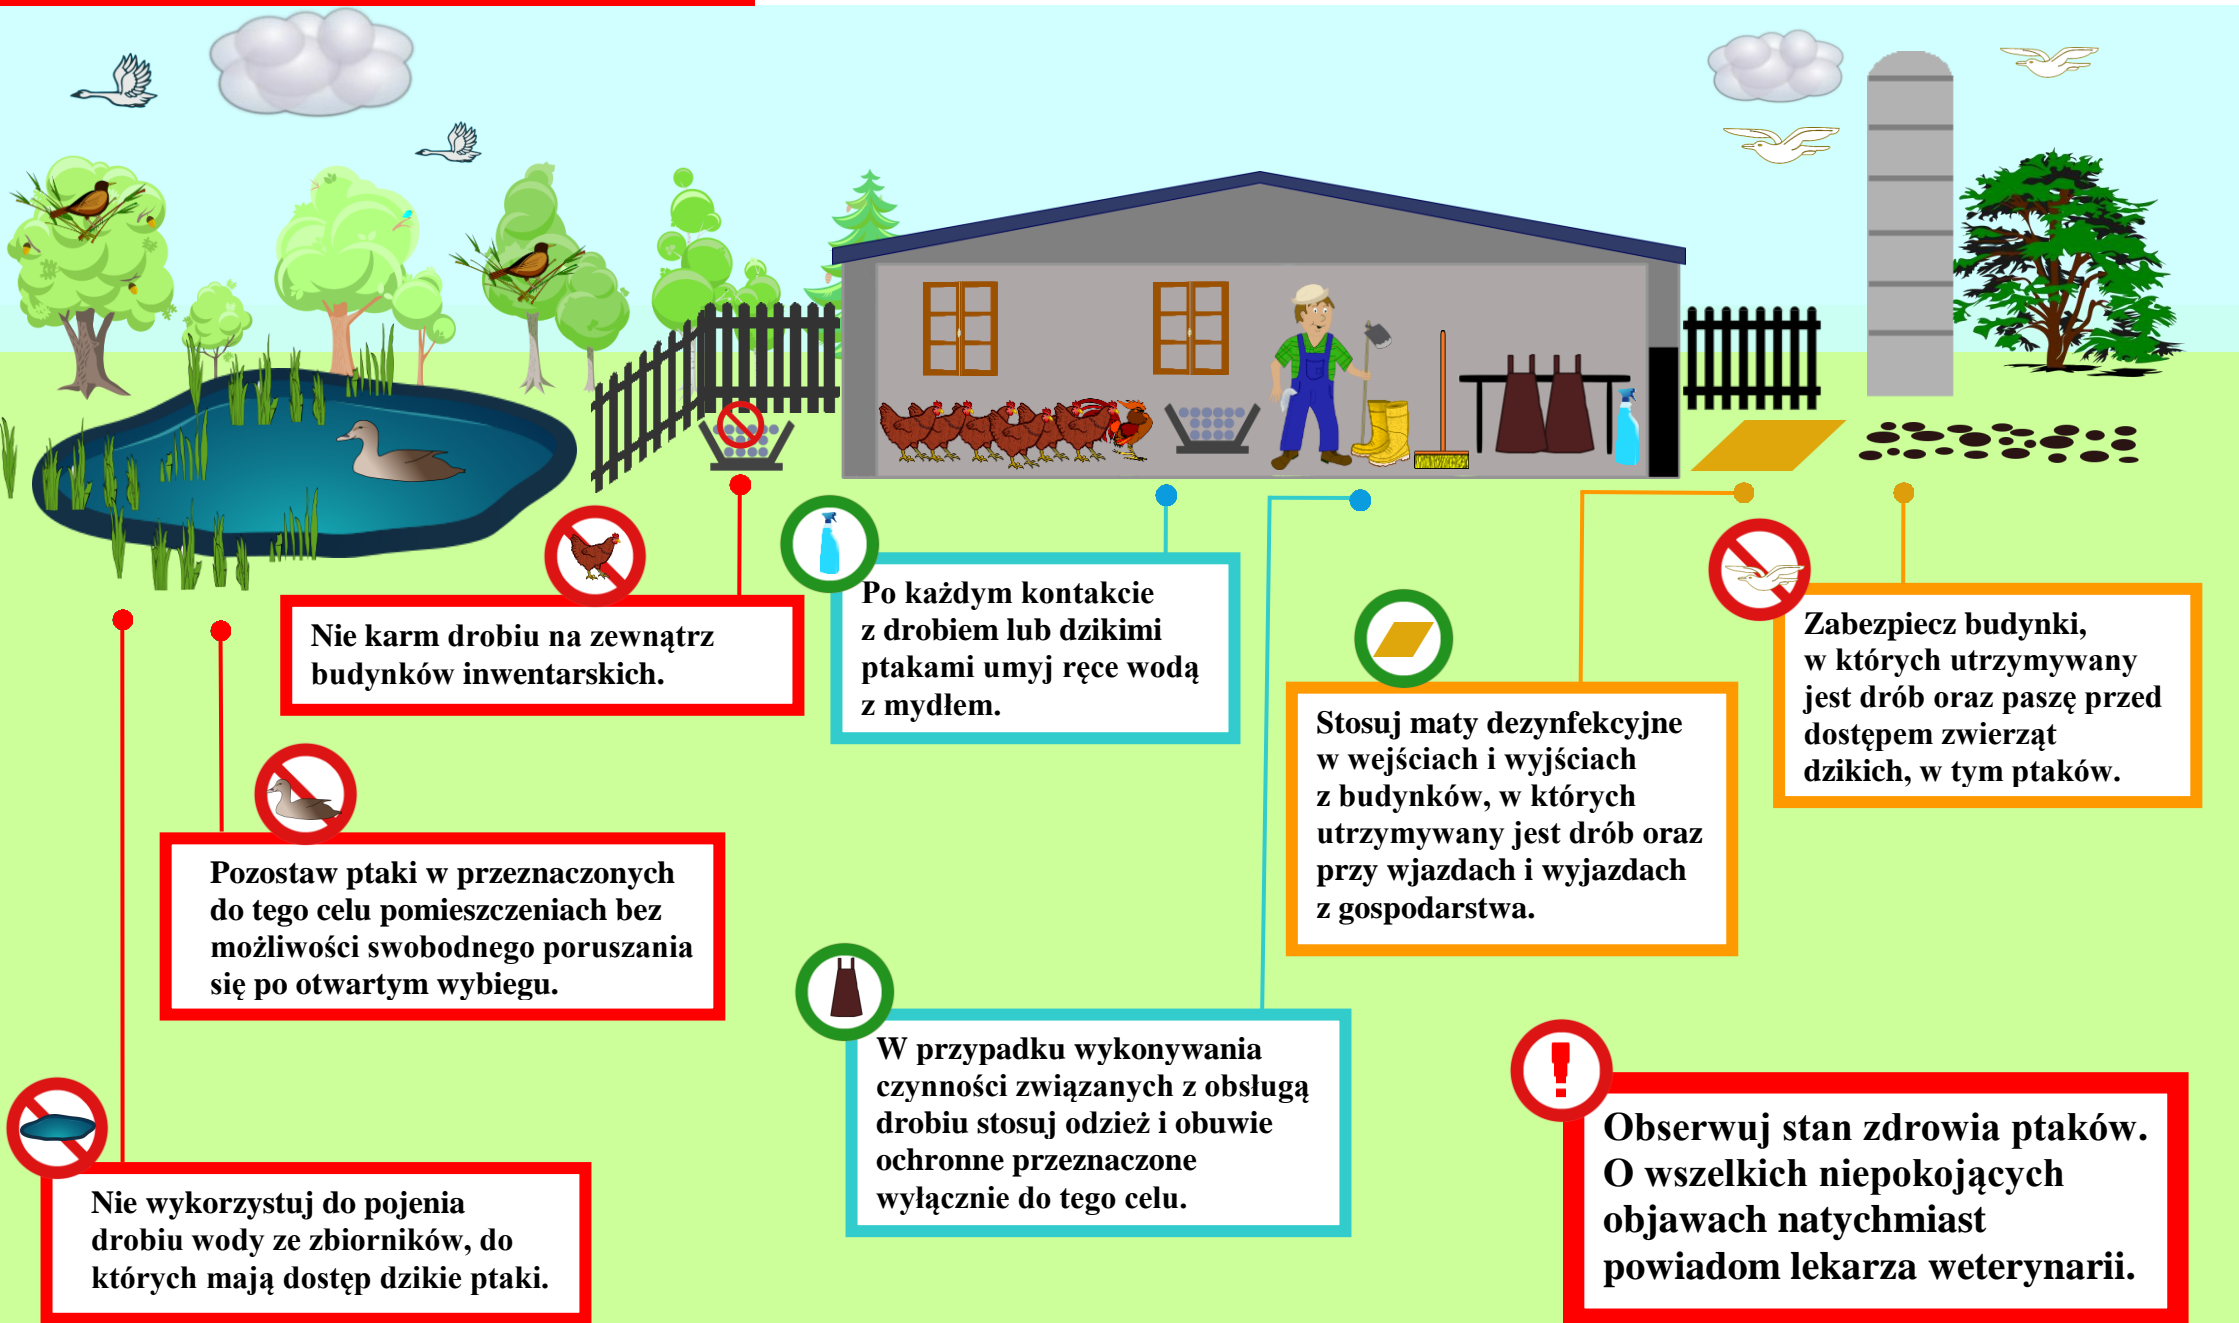 Nie karm drobiu na zewnątrz
budynków inwentarskich.
Po każdym kontakcie
z drobiem lub dzikimi
ptakami umyj ręce wodą
z mydłem.
Zabezpiecz budynki,
w których utrzymywany
jest drób oraz paszę przed
dostępem zwierząt
dzikich, w tym ptaków.
Stosuj maty dezynfekcyjne
w wejściach i wyjściach
z budynków, w których
utrzymywany jest drób oraz
przy wjazdach i wyjazdach
z gospodarstwa.
Pozostaw ptaki w przeznaczonych
do tego celu pomieszczeniach bez
możliwości swobodnego poruszania
się po otwartym wybiegu.
W przypadku wykonywania
czynności związanych z obsługą
drobiu stosuj odzież i obuwie
ochronne przeznaczone
wyłącznie do tego celu.
Nie wykorzystuj do pojenia
drobiu wody ze zbiorników, do
których mają dostęp dzikie ptaki.
Obserwuj stan zdrowia ptaków.
O wszelkich niepokojących
objawach natychmiast
powiadom lekarza weterynarii.